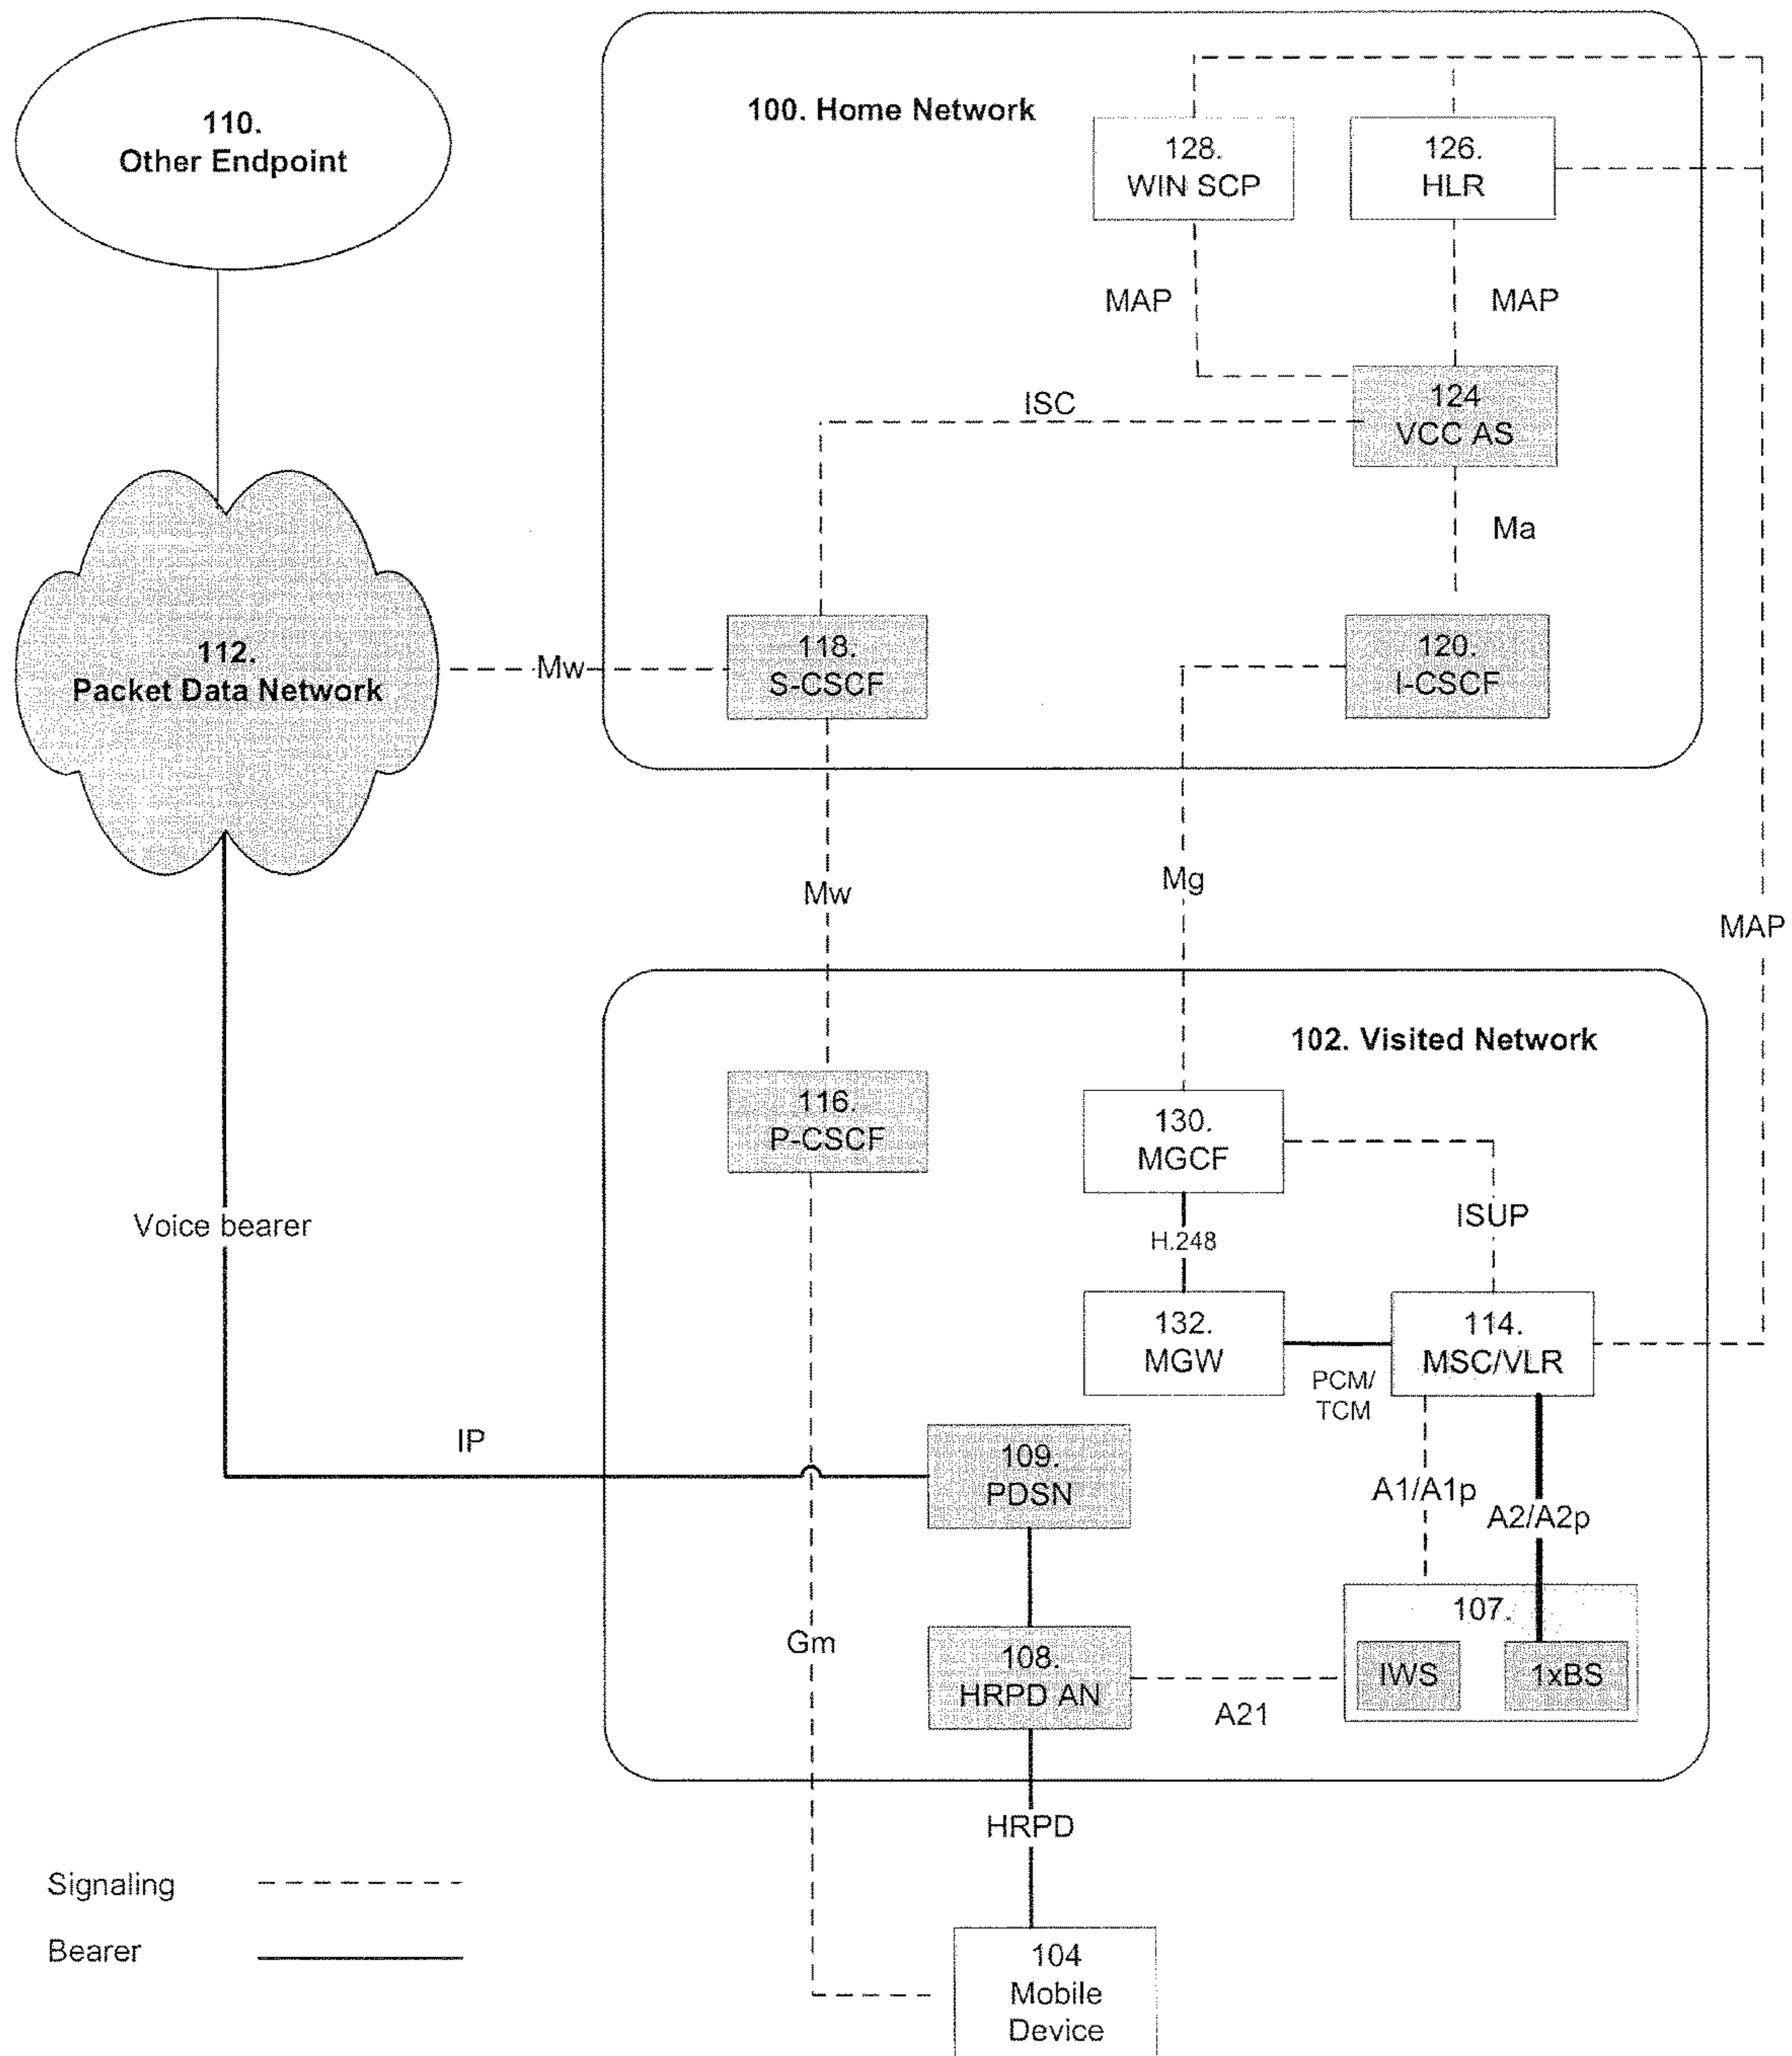 110.
Other Endpoint
100. Home Network
128.
WIN SCP
126.
HLR
MAP
MAP
124
VCC AS
ISC
Ma
118.
S-CSCF
120.
I-CSCF
112.
Packet Data Network
Mw
Mw
Mg
MAP
102. Visited Network
116.
P-CSCF
130.
MGCF
Voice bearer
H.248
ISUP
132.
MGW
114.
MSC/VLR
PCM/
TCM
IP
109.
PDSN
A1/A1p
A2/A2p
107.
IWS
1xBS
Gm
108.
HRPD AN
A21
HRPD
Signaling
Bearer
104
Mobile
Device